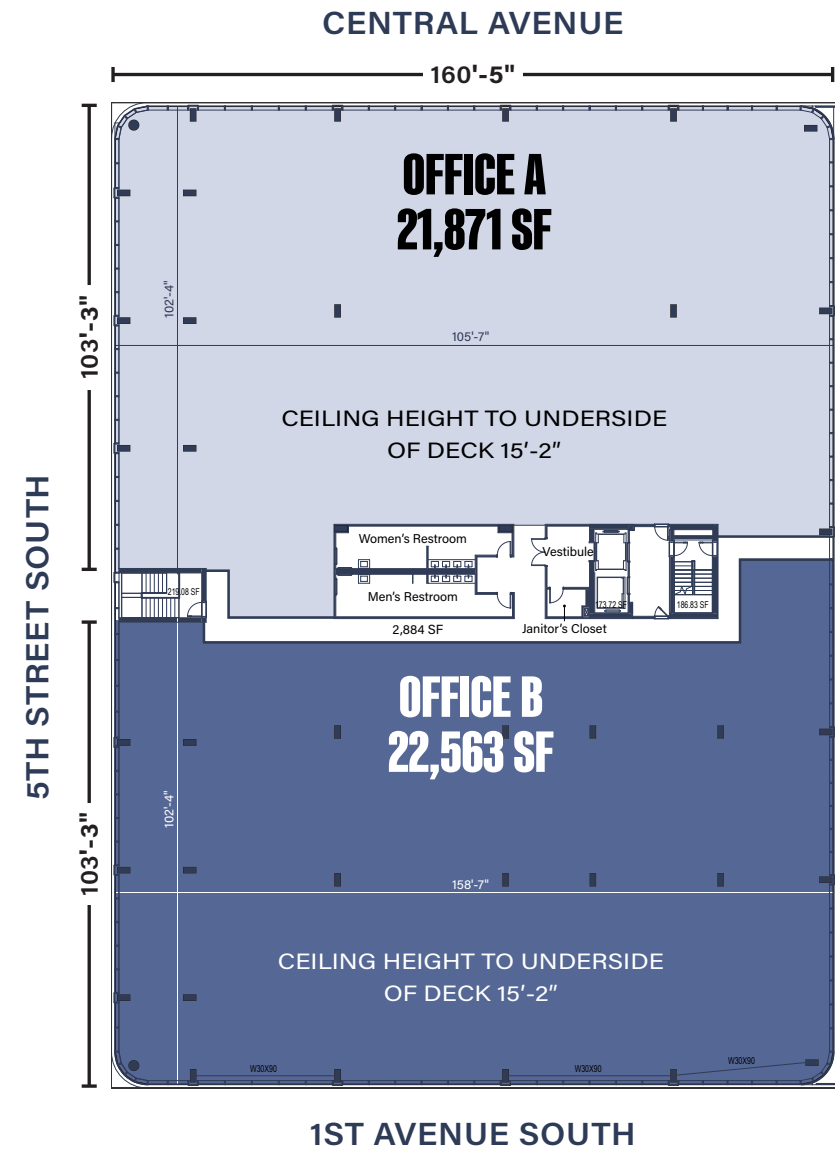 CENTRAL AVENUE
160'-5"
OFFICE A
21,871 SF
102'-4"
103'-3"
105'-7"
CEILING HEIGHT TO UNDERSIDE
OF DECK 15'-2"
5TH STREET SOUTH
Women's Restroom
Vestibule
219.08 SF
Men's Restroom
173.72 SF
186.83 SF
2,884 SF
Janitor's Closet
OFFICE B
22,563 SF
102'-4"
103'-3"
158'-7"
CEILING HEIGHT TO UNDERSIDE
OF DECK 15'-2"
W30X90
W30X90
W30X90
1ST AVENUE SOUTH